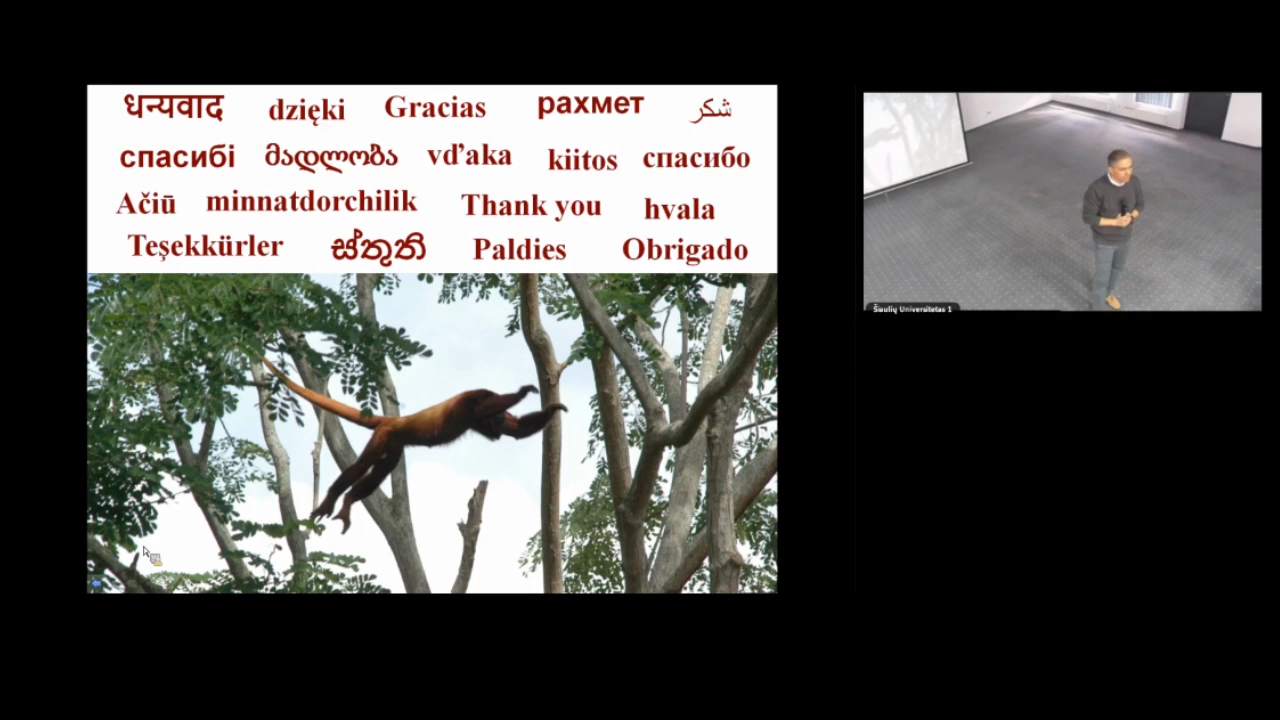 धन्यवाद dzięki Gracias рахмет شكر
спасибі მადლობა vďaka kiitos спасибо
Ačiū minnatdorchilik Thank you hvala
Teşekkürler ස්තුති Paldies Obrigado
Šiaulių Universitetas 1